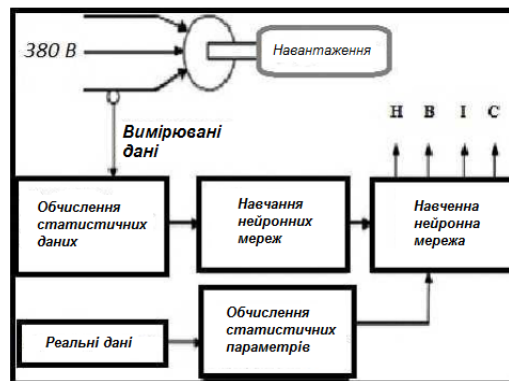 380 В
Навантаження
Вимірювані
дані
Н В І С
Обчислення
статистичних
даних
Навчання
нейронних
мереж
Навченна
нейронна
мережа
Реальні дані
Обчислення
статистичних
параметрів